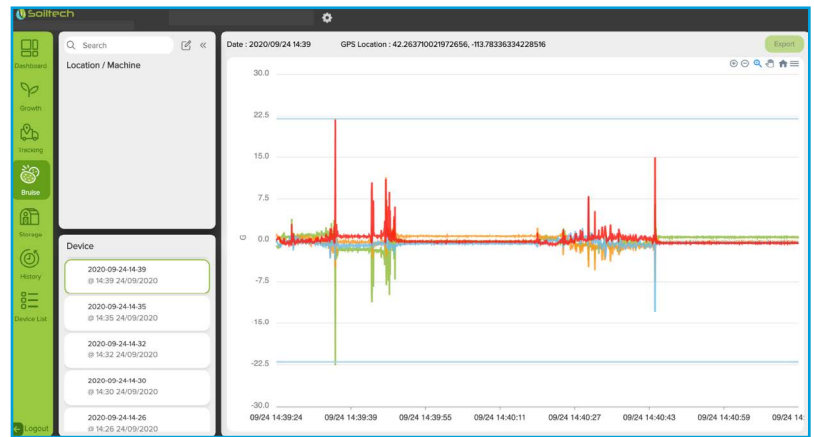 Soiltech
Dashboard
Growth
Tracking
Bruise
Storage
History
Device List
Logout
Search
Location / Machine
Device
2020-09-24-14-39
@ 14:39 24/09/2020
2020-09-24-14-35
@ 14:35 24/09/2020
2020-09-24-14-32
@ 14:32 24/09/2020
2020-09-24-14-30
@ 14:30 24/09/2020
2020-09-24-14-26
@ 14:26 24/09/2020
Date : 2020/09/24 14:39 GPS Location : 42.263710021972656, -113.78336334228516
Export
30.0
22.5
15.0
7.5
0.0
-7.5
-15.0
-22.5
-30.0
G
09/24 14:39:24 09/24 14:39:39 09/24 14:39:55 09/24 14:40:11 09/24 14:40:27 09/24 14:40:43 09/24 14:40:59 09/24 14: